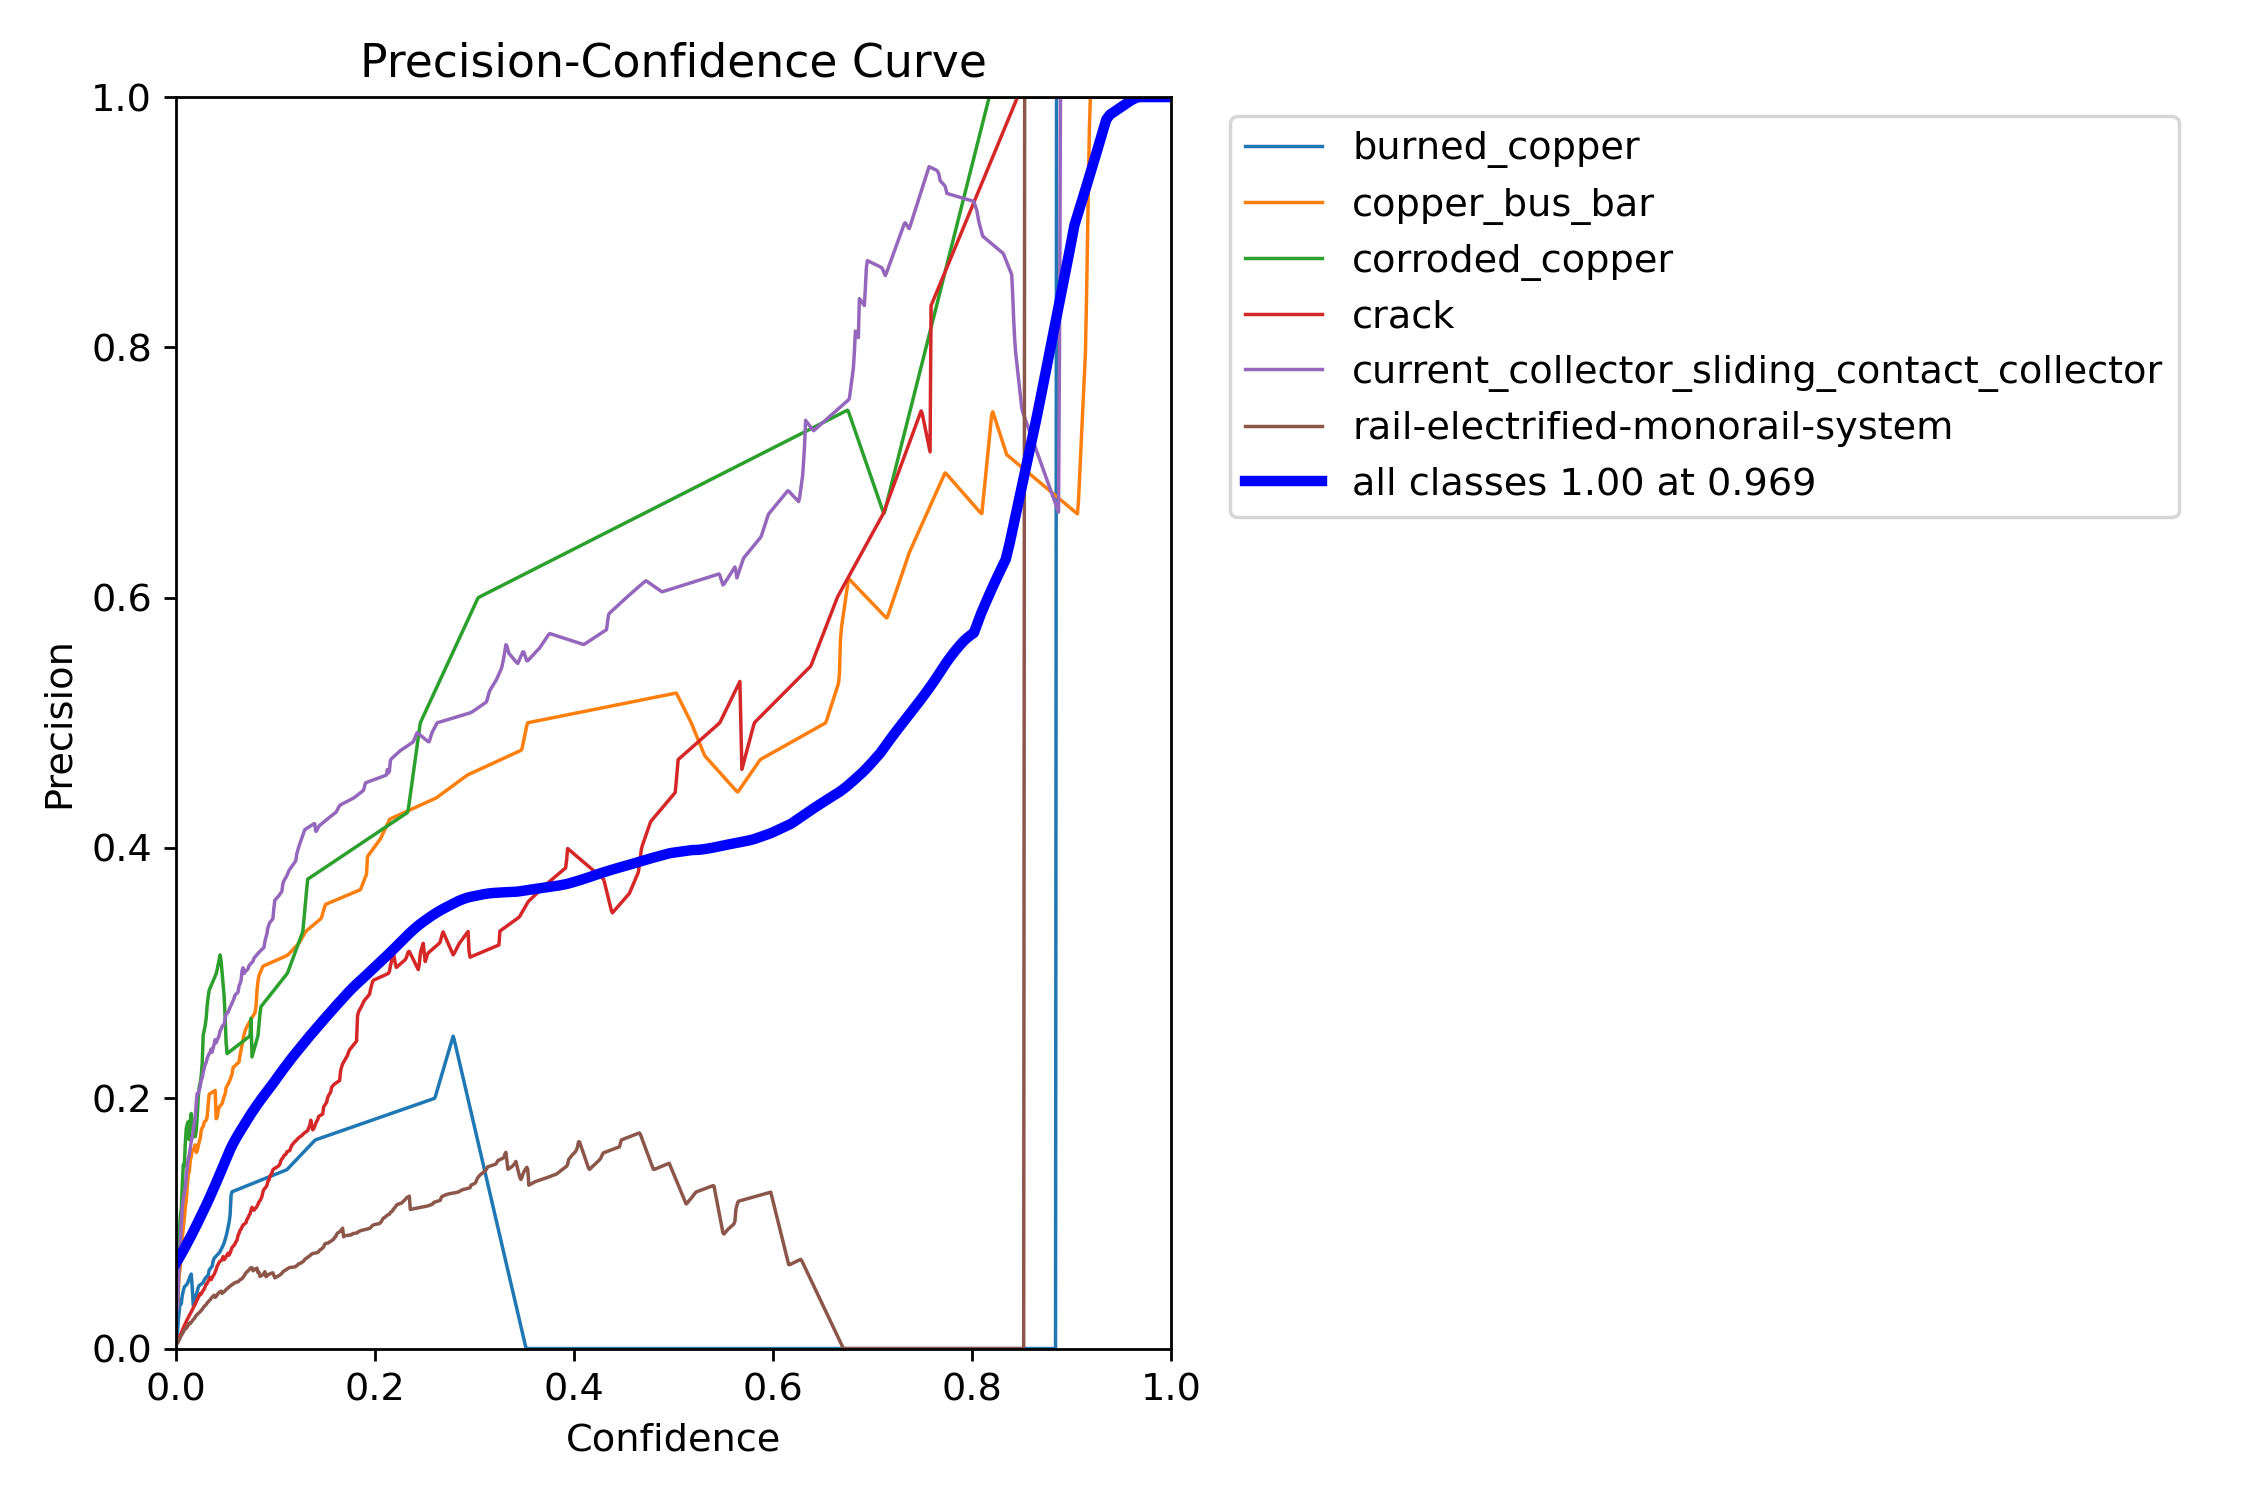 Precision-Confidence Curve
1.0
0.8
0.6
0.4
0.2
0.0
Precision
0.0 0.2 0.4 0.6 0.8 1.0
Confidence
burned_copper
copper_bus_bar
corroded_copper
crack
current_collector_sliding_contact_collector
rail-electrified-monorail-system
all classes 1.00 at 0.969